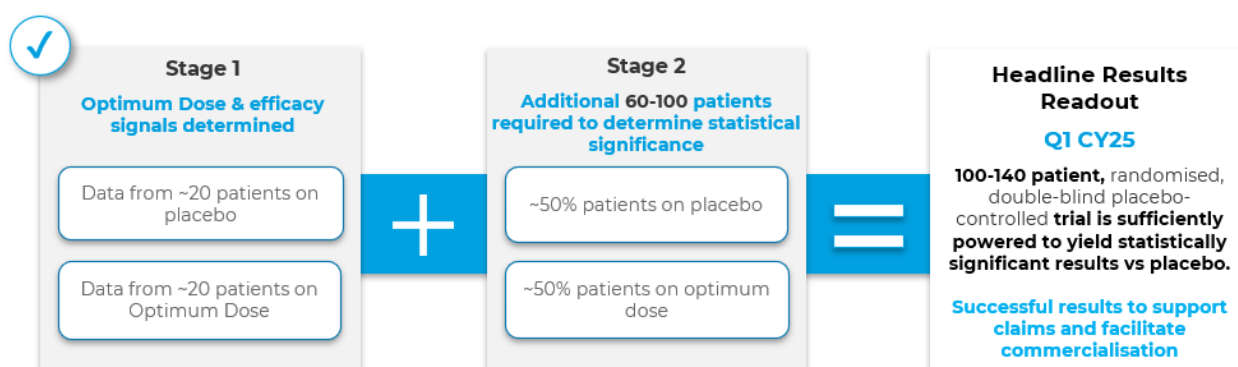 Stage 1
Optimum Dose & efficacy
signals determined
Data from ~20 patients on
placebo
Data from ~20 patients on
Optimum Dose
+
Stage 2
Additional 60-100 patients
required to determine statistical
significance
~50% patients on placebo
~50% patients on optimum
dose
=
Headline Results
Readout
Q1 CY25
100-140 patient, randomised,
double-blind placebo-
controlled trial is sufficiently
powered to yield statistically
significant results vs placebo.
Successful results to support
claims and facilitate
commercialisation